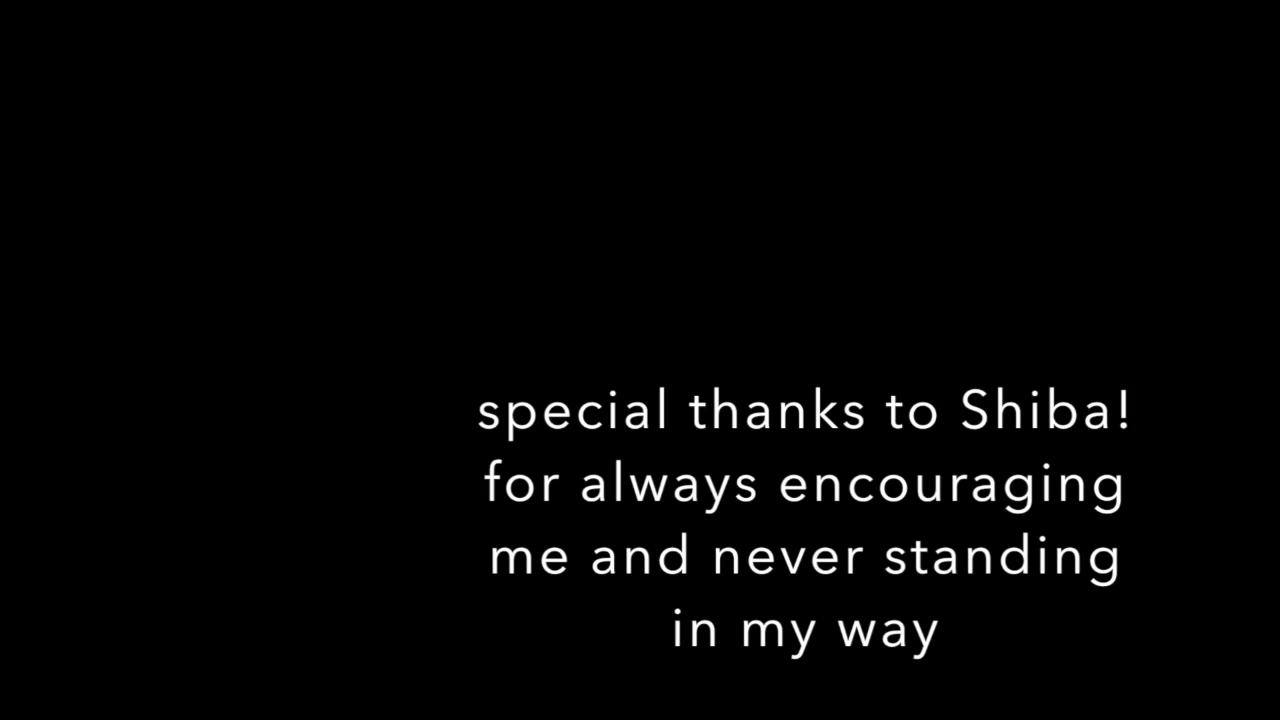 special thanks to Shiba!
for always encouraging
me and never standing
in my way